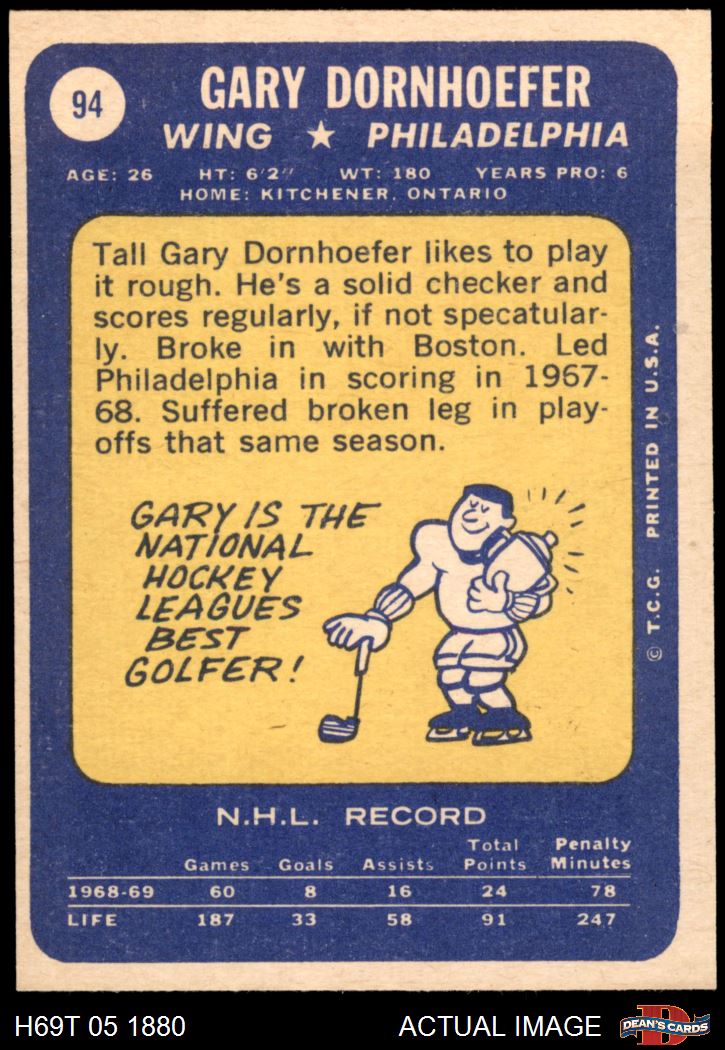 94
GARY DORNHOEFER
WING ★ PHILADELPHIA
AGE: 26 HT: 6'2" WT: 180 YEARS PRO: 6
HOME: KITCHENER, ONTARIO
Tall Gary Dornhoefer likes to play
it rough. He's a solid checker and
scores regularly, if not specatular-
ly. Broke in with Boston. Led
Philadelphia in scoring in 1967-
68. Suffered broken leg in play-
offs that same season.
GARY IS THE
NATIONAL
HOCKEY
LEAGUES
BEST
GOLFER!
© T.C.G. PRINTED IN U.S.A.
N.H.L. RECORD
Games Goals Assists Total Points Penalty Minutes
1968-69 60 8 16 24 78
LIFE 187 33 58 91 247
H69T 05 1880 ACTUAL IMAGE
D
DEAN'S CARDS